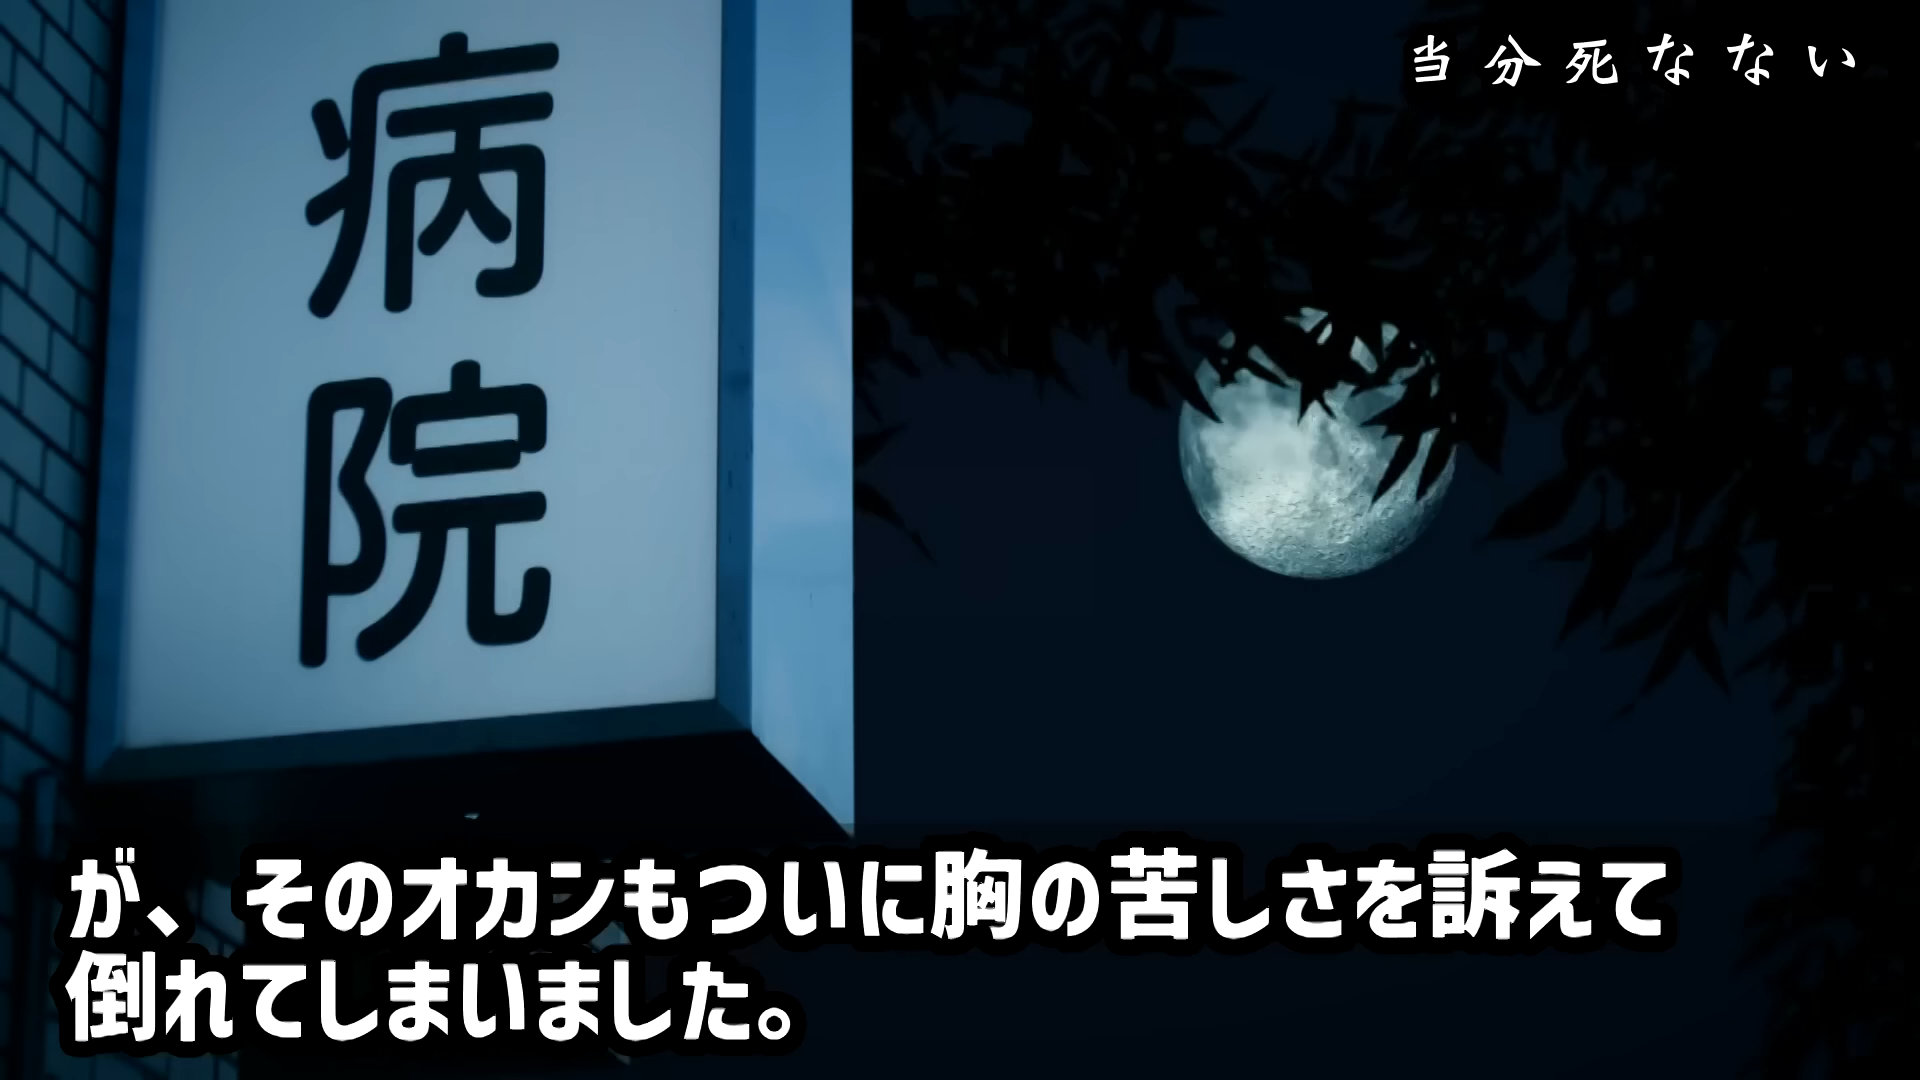 病院
当分死なない
が、そのオカンもついに胸の苦しさを訴えて
倒れてしまいました。